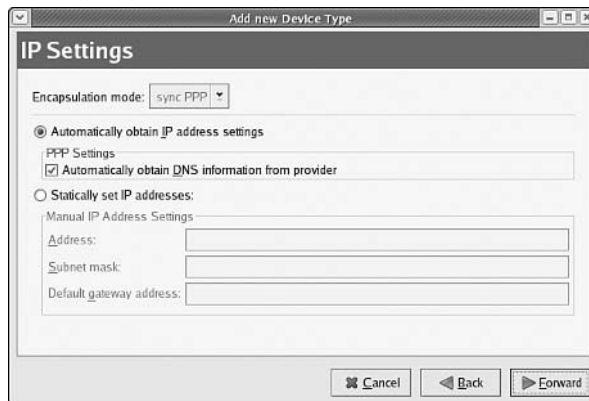 Add new Device Type
IP Settings
Encapsulation mode: sync PPP
Automatically obtain IP address settings
PPP Settings
Automatically obtain DNS information from provider
Statically set IP addresses:
Manual IP Address Settings
Address:
Subnet mask:
Default gateway address:
Cancel Back Forward